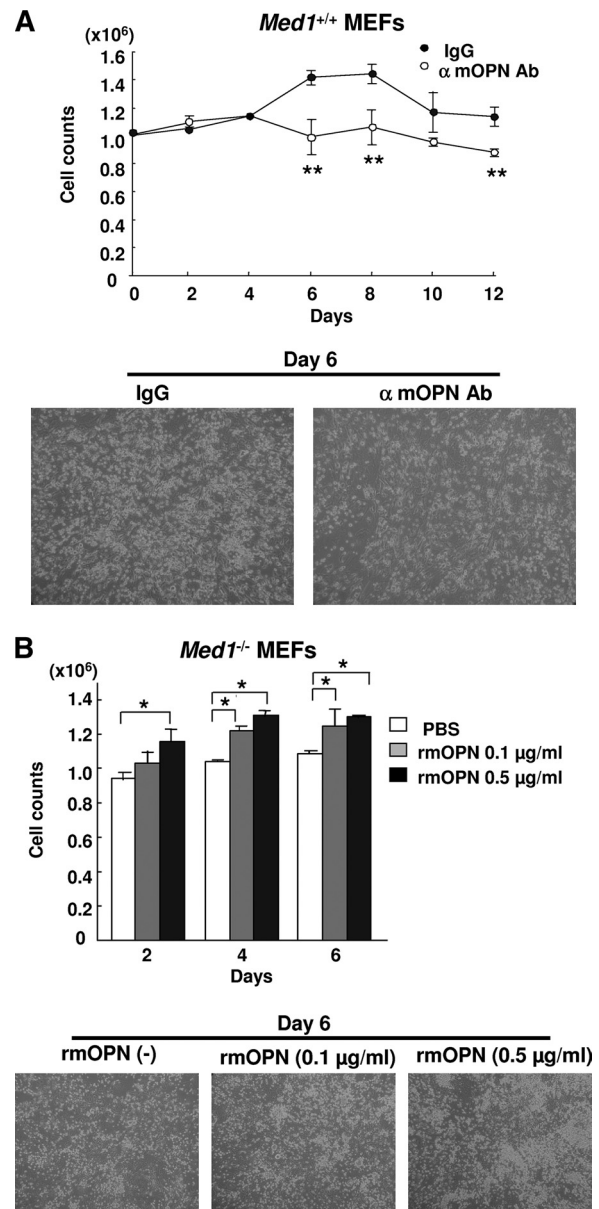 A
Med1+/+ MEFs
(x10⁶)
IgG
α mOPN Ab
1.6
1.4
1.2
1.0
0.8
0.6
0.4
0.2
0
Cell counts
** ** **
0 2 4 6 8 10 12
Days
Day 6
IgG α mOPN Ab
B
Med1-/- MEFs
(x10⁶)
1.4
1.2
1.0
0.8
0.6
0.4
0.2
0
Cell counts
* * * * *
PBS
rmOPN 0.1 µg/ml
rmOPN 0.5 µg/ml
2 4 6
Days
Day 6
rmOPN (-) rmOPN (0.1 µg/ml) rmOPN (0.5 µg/ml)